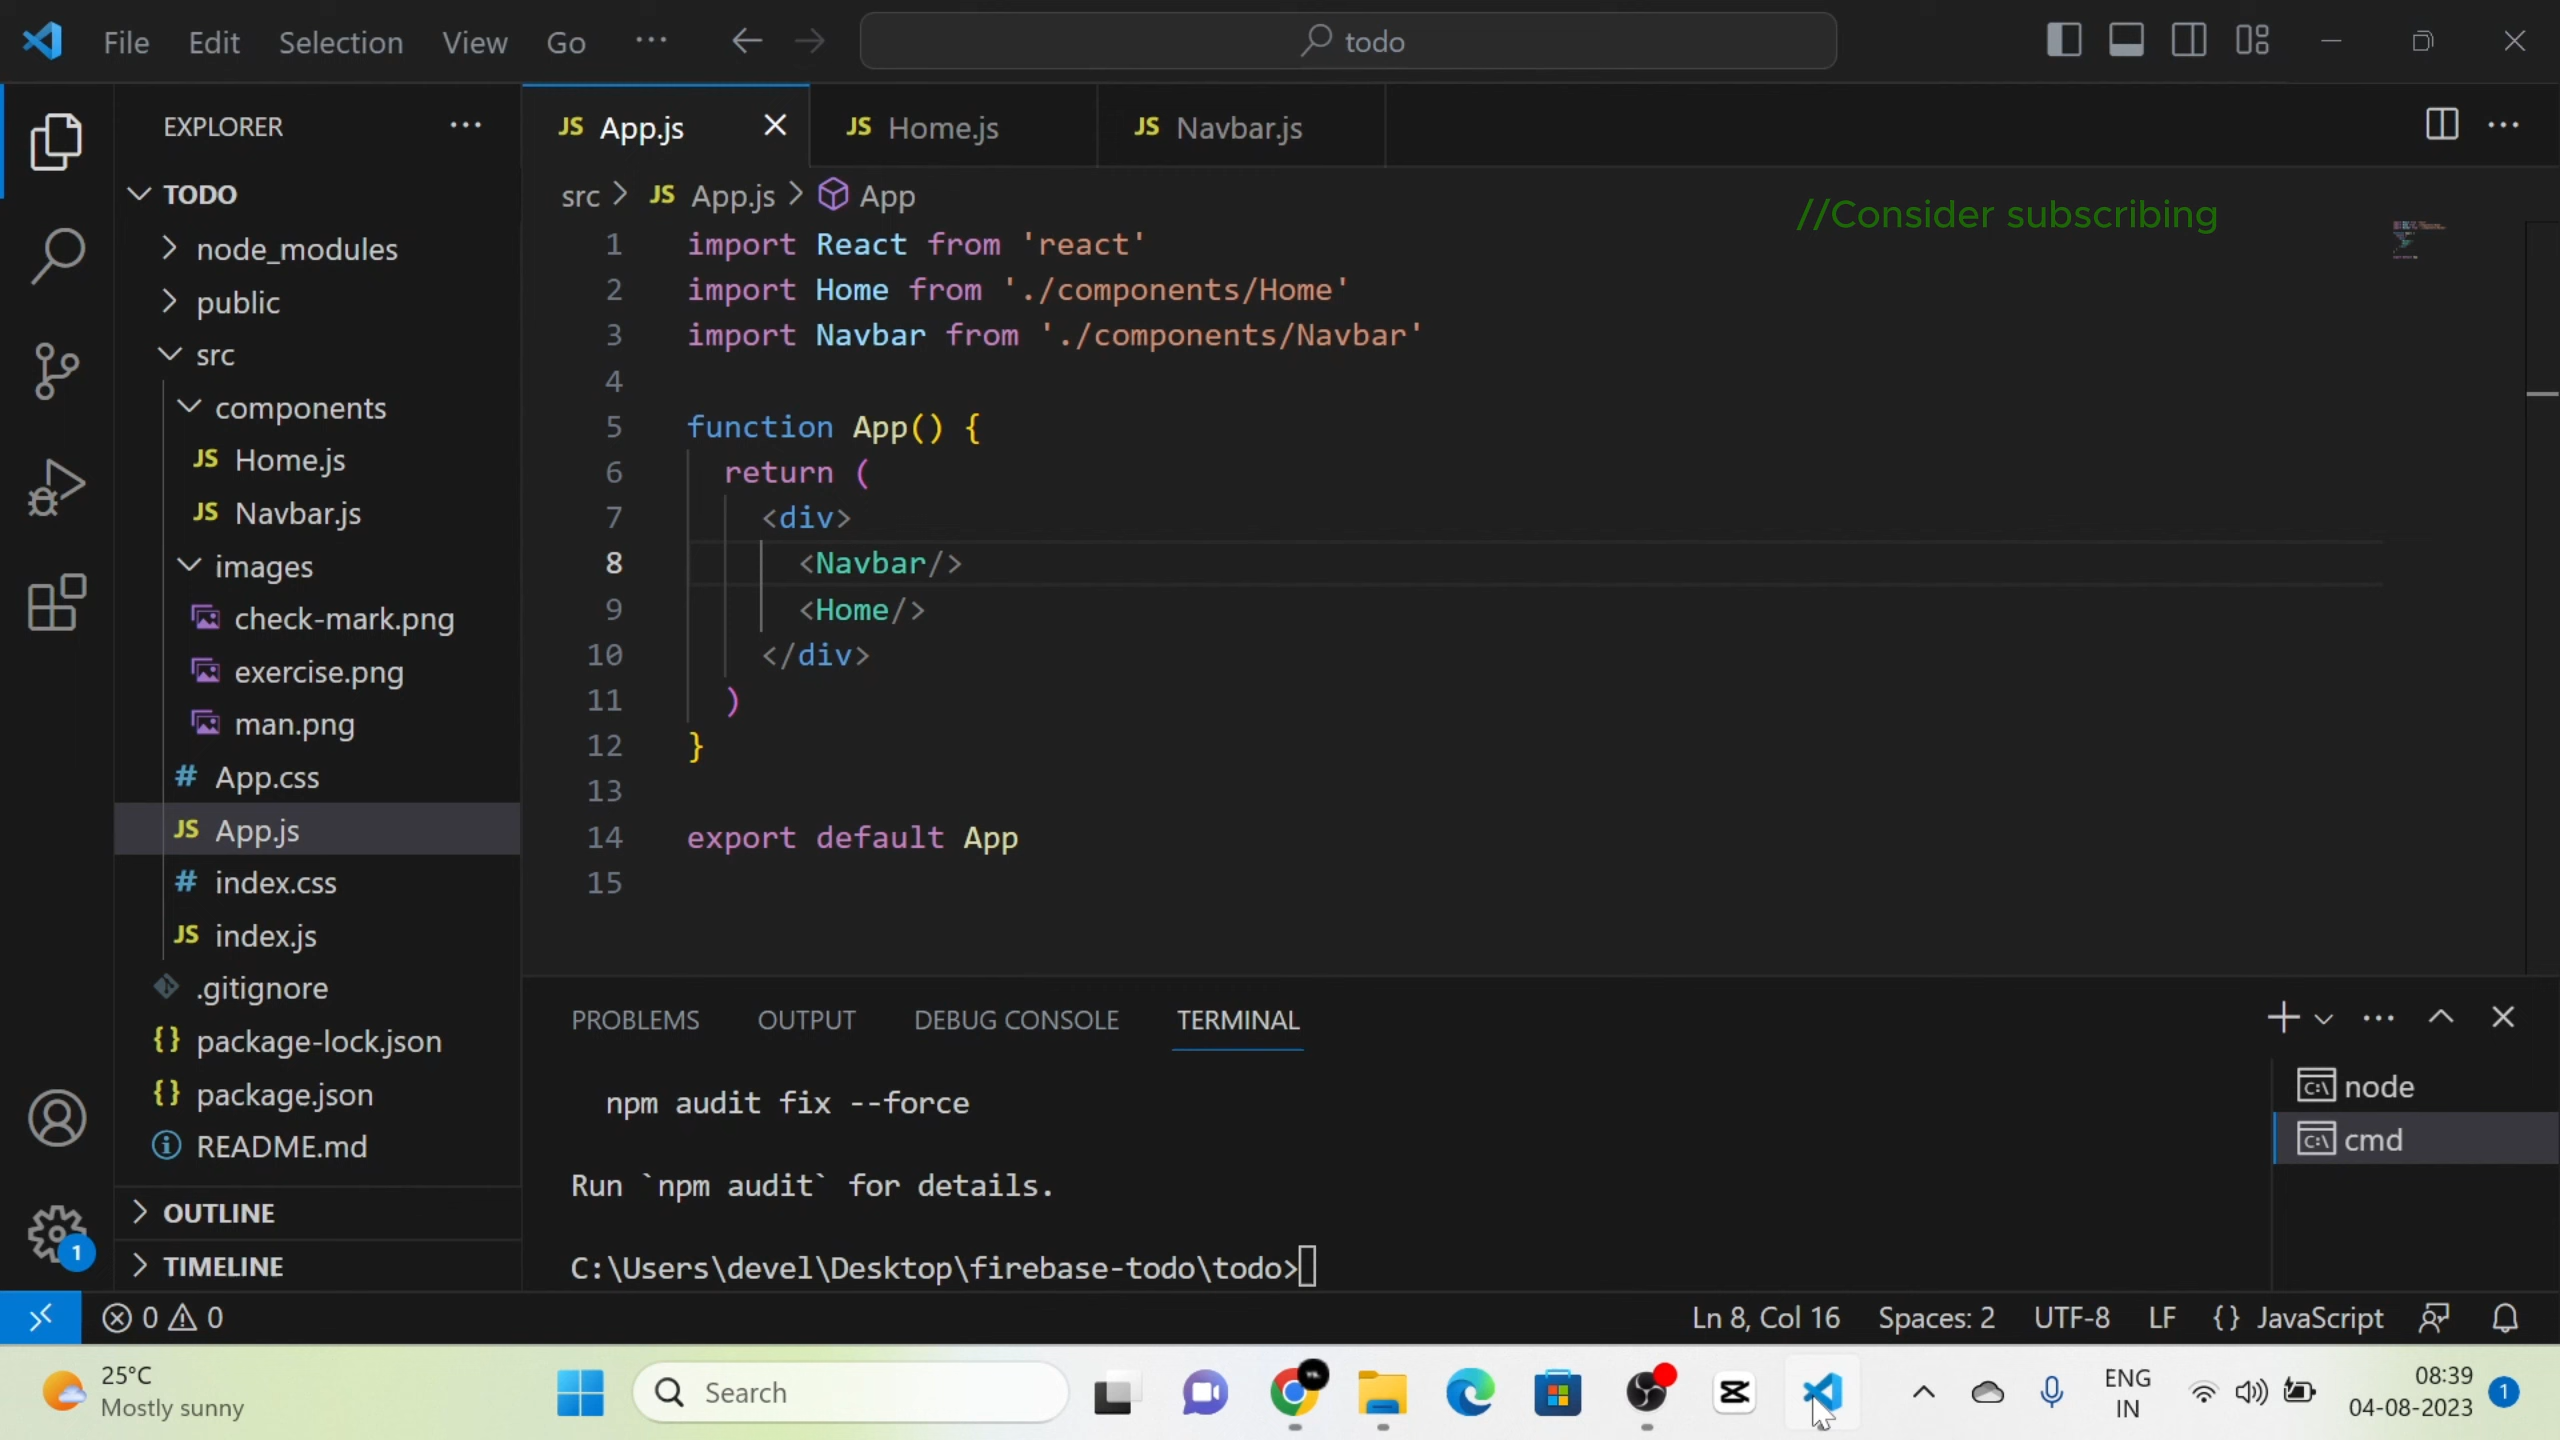 File Edit Selection View Go ··· todo
EXPLORER ···
TODO
node_modules
public
src
components
JS Home.js
JS Navbar.js
images
check-mark.png
exercise.png
man.png
# App.css
JS App.js
# index.css
JS index.js
.gitignore
{} package-lock.json
{} package.json
README.md
OUTLINE
TIMELINE
1
JS App.js JS Home.js JS Navbar.js
src > JS App.js > App
//Consider subscribing
1 import React from 'react'
2 import Home from './components/Home'
3 import Navbar from './components/Navbar'
4
5 function App() {
6 return (
7 <div>
8 <Navbar/>
9 <Home/>
10 </div>
11 )
12 }
13
14 export default App
15
PROBLEMS OUTPUT DEBUG CONSOLE TERMINAL
npm audit fix --force
Run `npm audit` for details.
C:\Users\devel\Desktop\firebase-todo\todo>
node
cmd
0 0 Ln 8, Col 16 Spaces: 2 UTF-8 LF {} JavaScript
25°C
Mostly sunny
Search
ENG
IN
08:39
04-08-2023
1